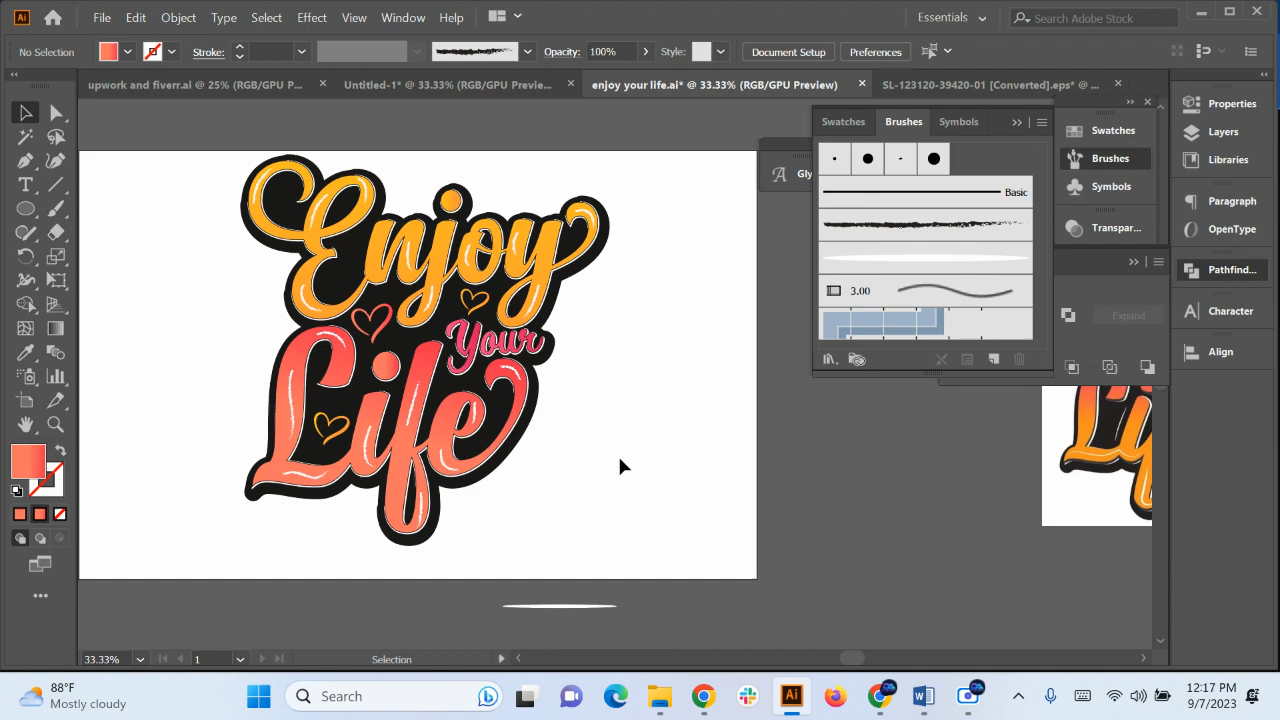 Ai File Edit Object Type Select Effect View Window Help Essentials Search Adobe Stock
No Selection Stroke: Opacity: 100% Style: Document Setup Preferences
upwork and fiverr.ai @ 25% (RGB/GPU P... Untitled-1* @ 33.33% (RGB/GPU Previe... enjoy your life.ai* @ 33.33% (RGB/GPU Preview) SL-123120-39420-01 [Converted].eps* @ ...
Swatches Brushes Symbols
Basic
3.00
Gly
Swatches
Brushes
Symbols
Transpar...
Expand
Properties
Layers
Libraries
Paragraph
OpenType
Pathfind...
Character
Align
Enjoy
Your
Life
Life
33.33% 1 Selection
88°F
Mostly cloudy
Search
Ai
12:17 PM
9/7/2023